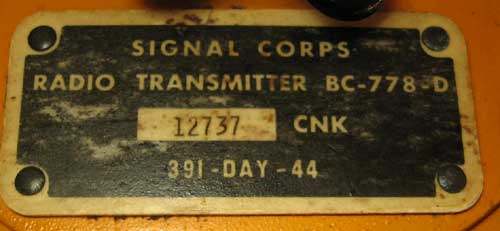 SIGNAL CORPS
RADIO TRANSMITTER BC-778-D
12737 CNK
391-DAY-44